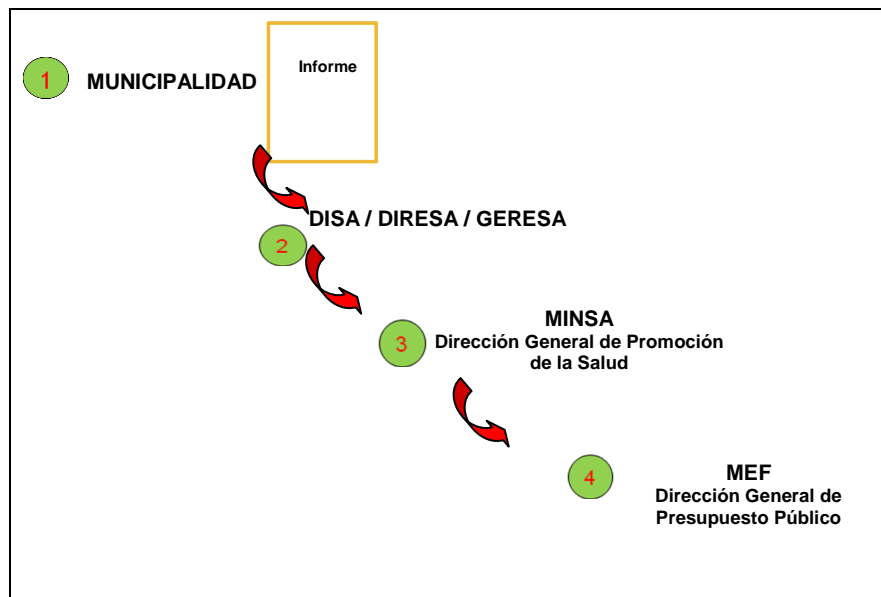 Informe
1
MUNICIPALIDAD
DISA / DIRESA / GERESA
2
MINSA
3
Dirección General de Promoción
de la Salud
MEF
4
Dirección General de
Presupuesto Público